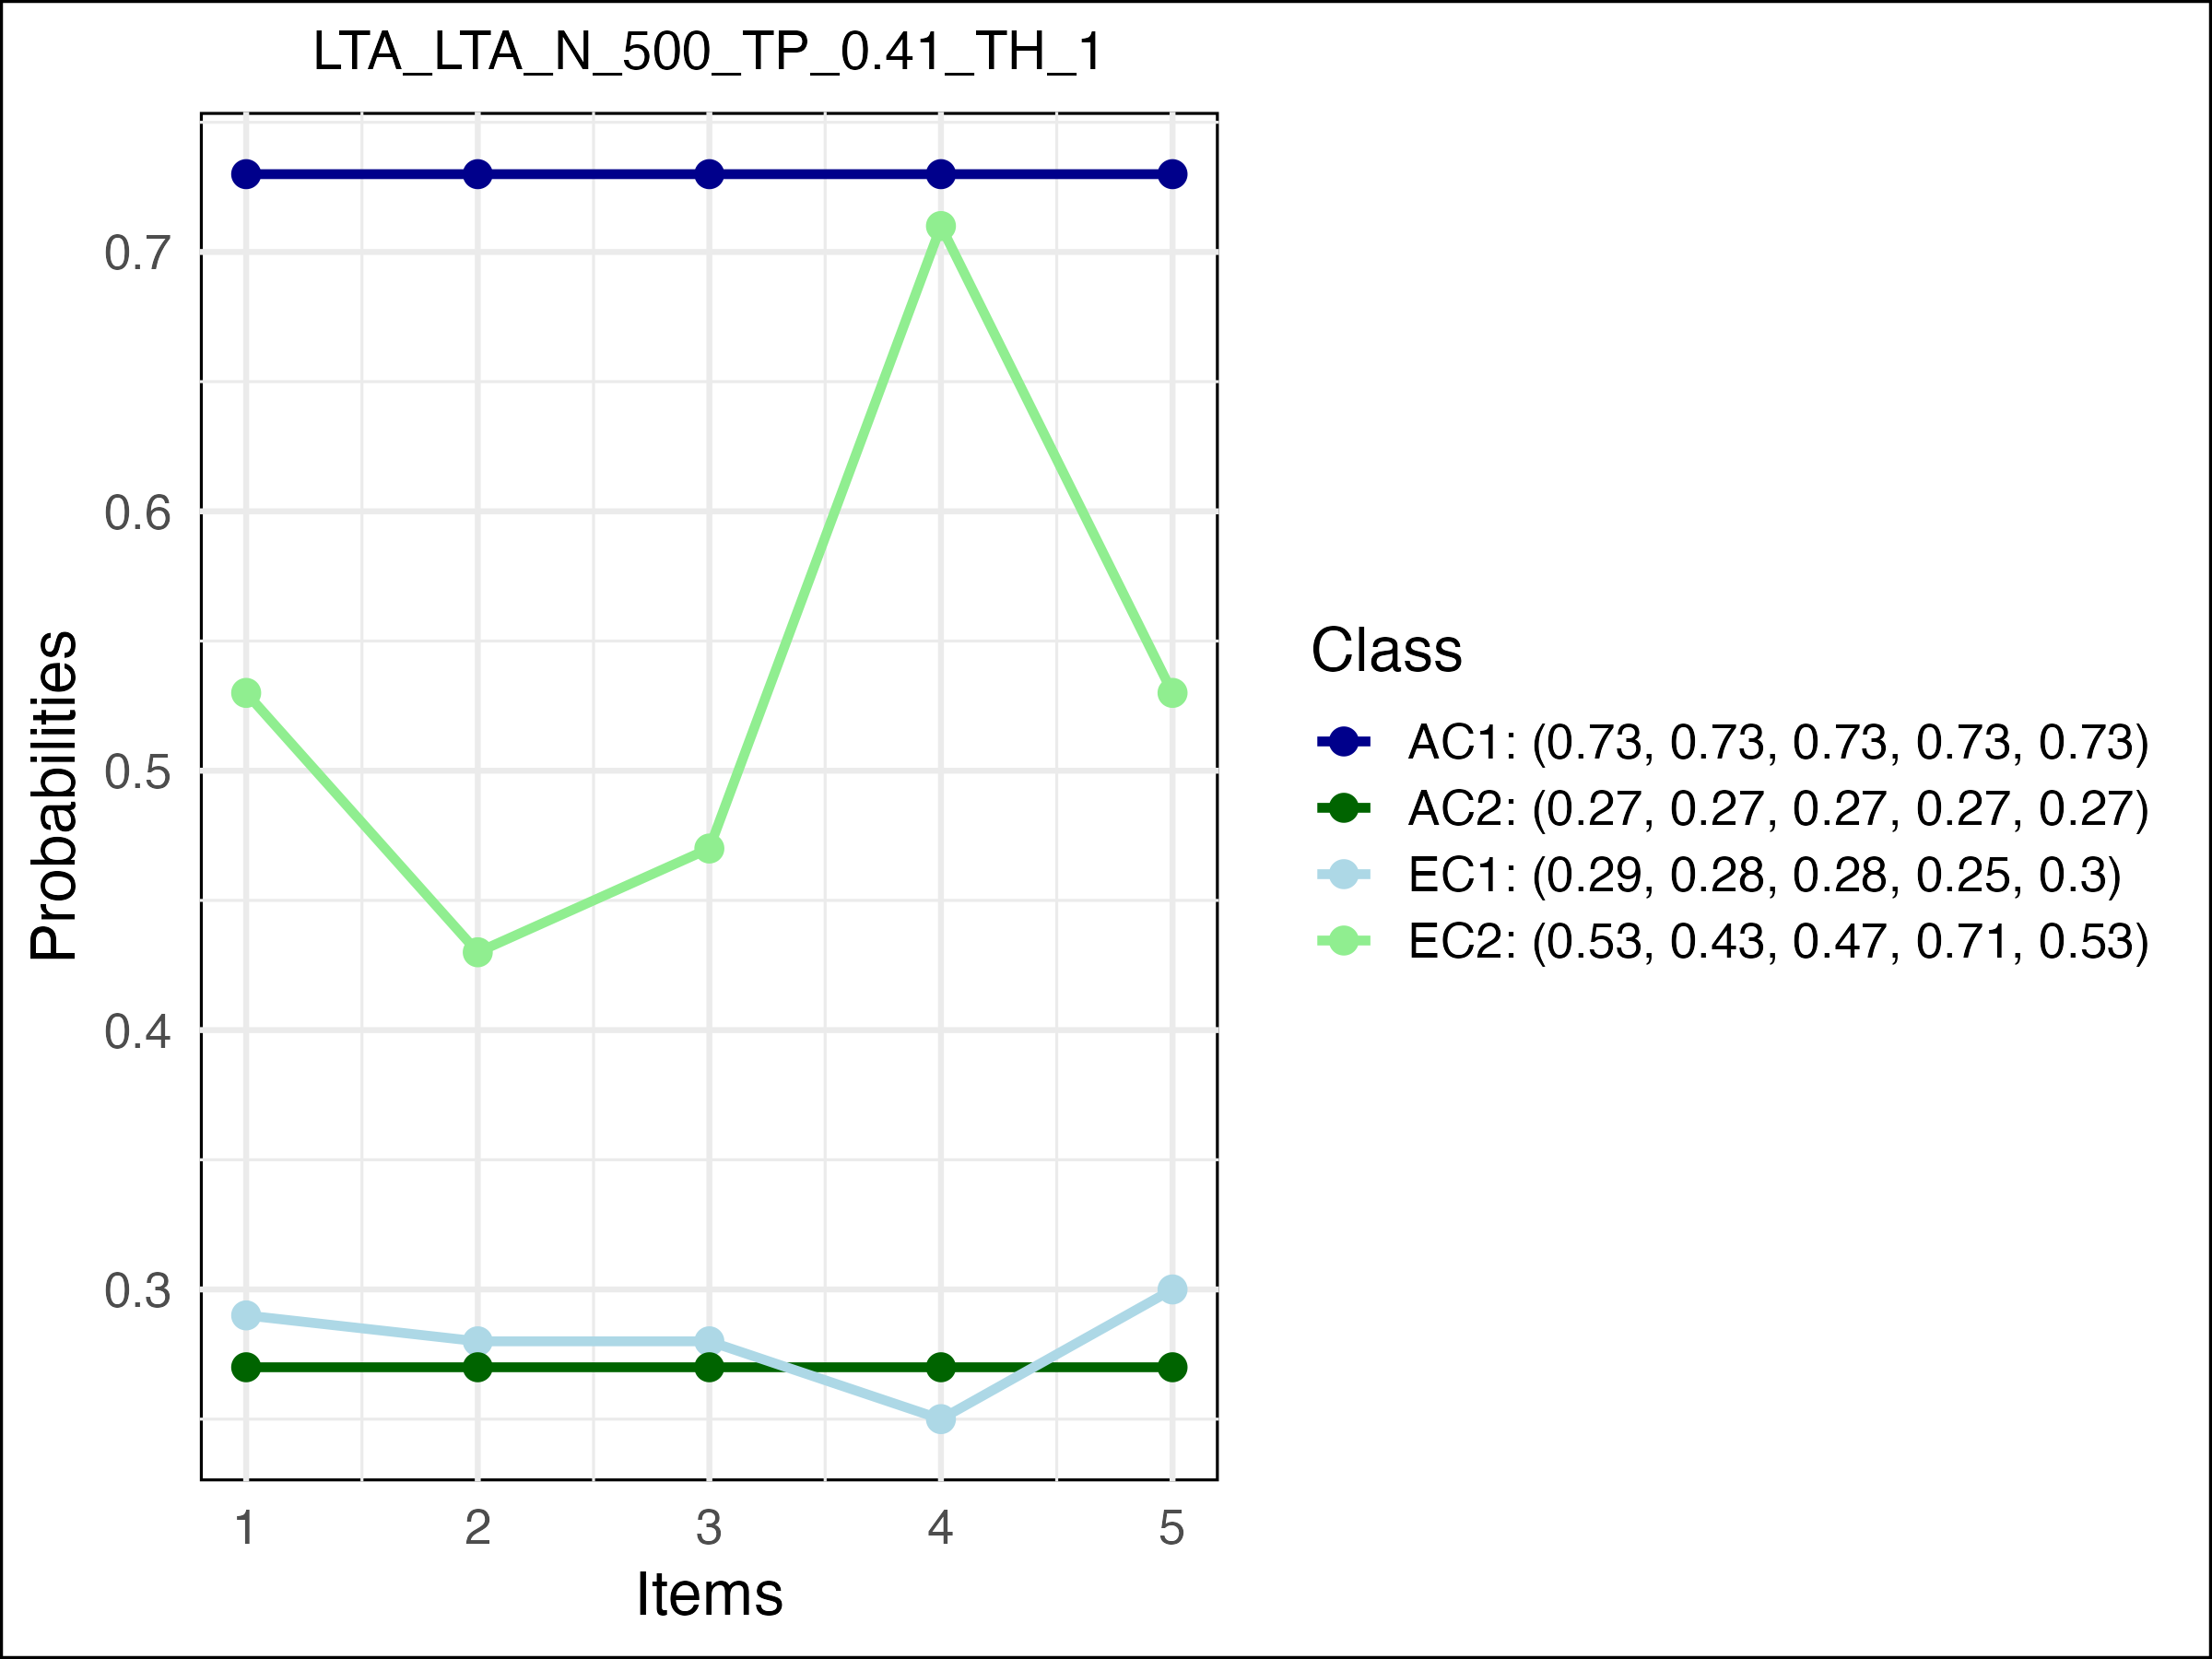 LTA_LTA_N_500_TP_0.41_TH_1
Probabilities
0.7
0.6
0.5
0.4
0.3
1 2 3 4 5
Items
Class
AC1: (0.73, 0.73, 0.73, 0.73, 0.73)
AC2: (0.27, 0.27, 0.27, 0.27, 0.27)
EC1: (0.29, 0.28, 0.28, 0.25, 0.3)
EC2: (0.53, 0.43, 0.47, 0.71, 0.53)